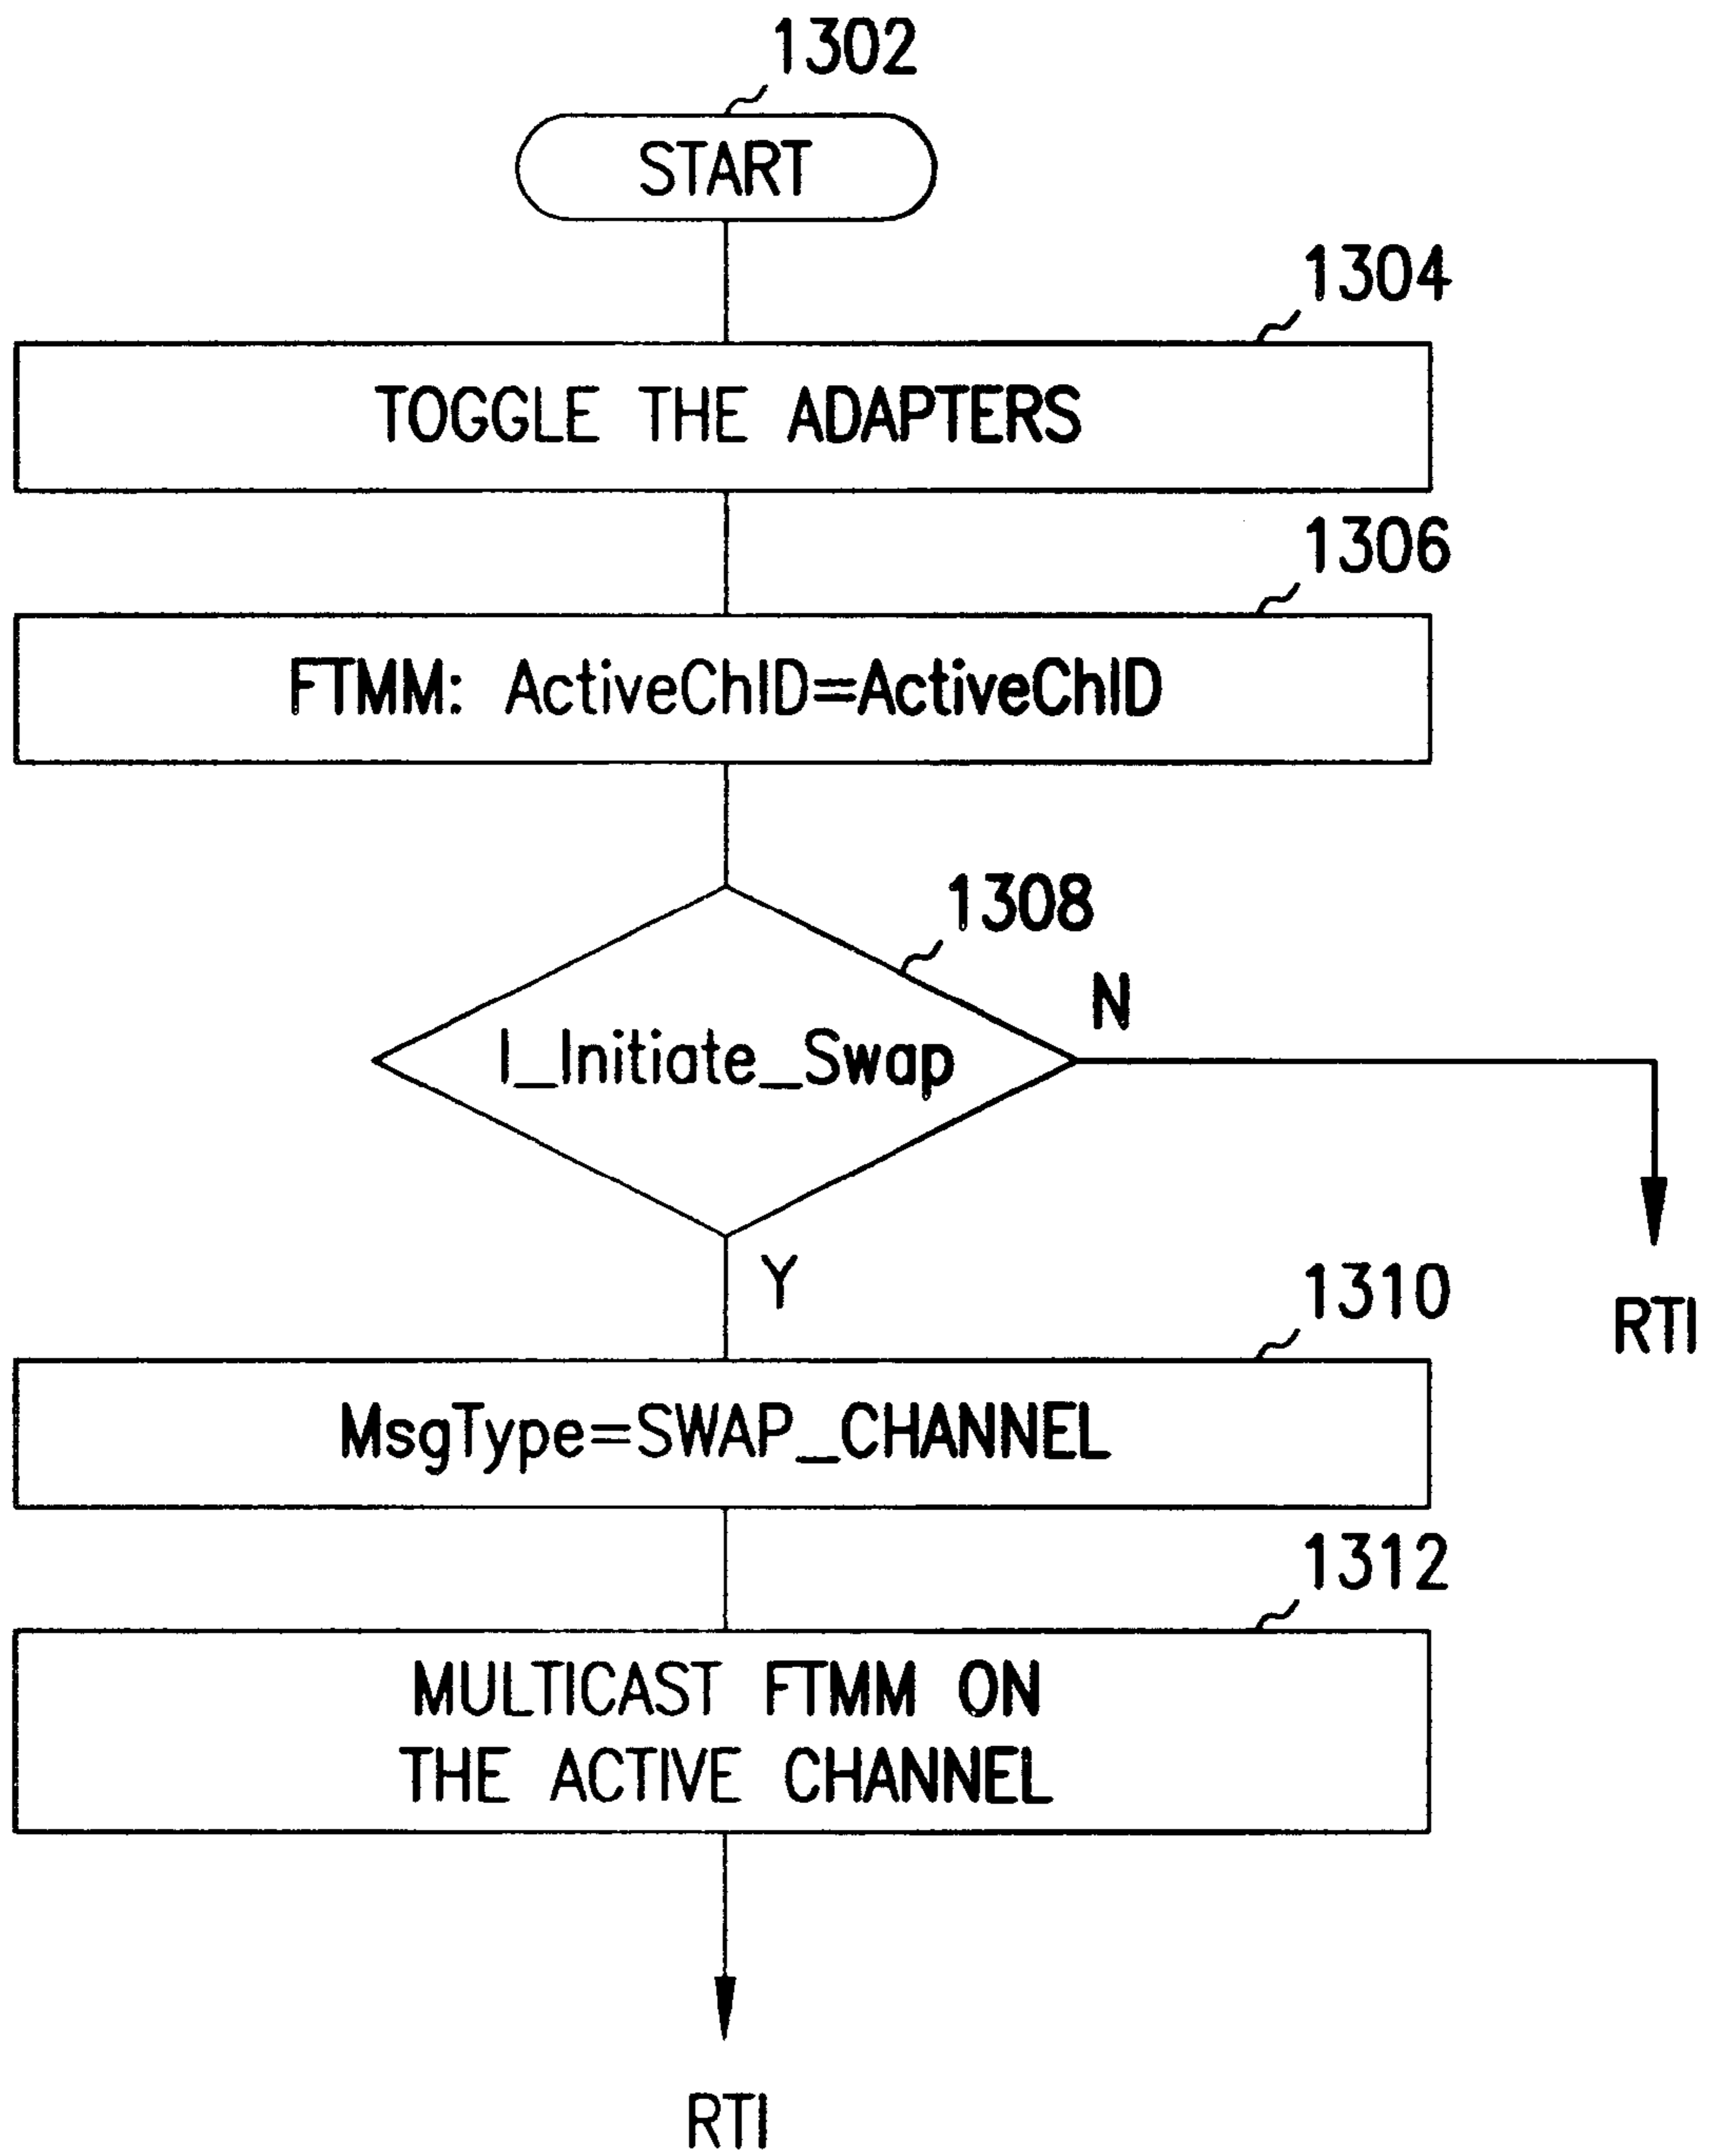 1302
START
1304
TOGGLE THE ADAPTERS
1306
FTMM: ActiveChID=ActiveChID
1308
I_Initiate_Swap
N
Y
RTI
1310
MsgType=SWAP_CHANNEL
1312
MULTICAST FTMM ON
THE ACTIVE CHANNEL
RTI